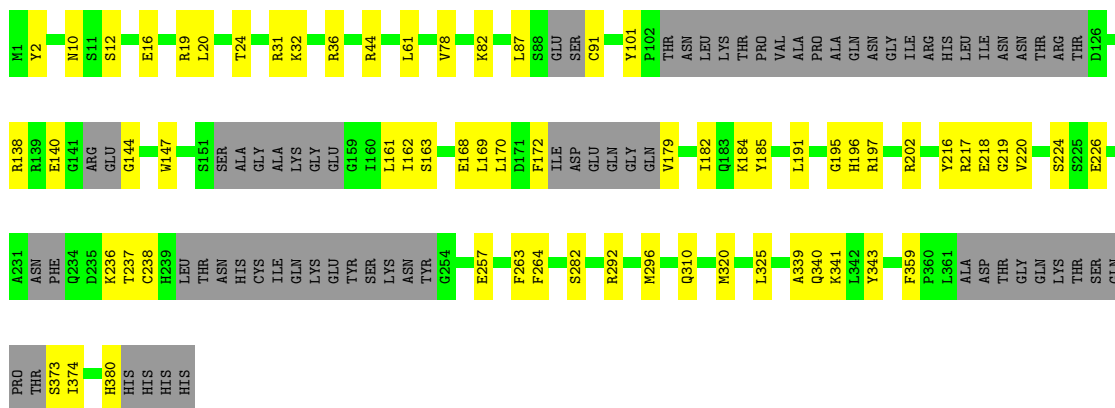 M1 Y2 N10 S11 S12 E16 R19 L20 T24 R31 K32 R36 R44 L61 V78 K82 L87 S88 GLU SER C91 Y101 P102 THR ASN LEU LYS THR PRO VAL ALA PRO ALA GLN ASN GLY ILE ARG HIS LEU ILE ASN ASN THR ARG THR D126
R138 R139 E140 G141 ARG GLU G144 W147 S151 SER ALA GLY ALA LYS GLY GLU G159 I160 L161 I162 S163 E168 L169 L170 D171 F172 ILE ASP GLU GLN GLY GLN V179 I182 Q183 K184 Y185 L191 G195 H196 R197 R202 Y216 R217 E218 G219 V220 S224 S225 E226
A231 ASN PHE Q234 D235 K236 T237 C238 H239 LEU THR ASN HIS CYS ILE GLN LYS GLU TYR SER LYS ASN TYR G254 E257 F263 F264 S282 R292 M296 Q310 M320 L325 A339 Q340 K341 L342 Y343 F359 P360 L361 ALA ASP THR GLY GLN LYS THR SER GLN
PRO THR S373 I374 H380 HIS HIS HIS HIS